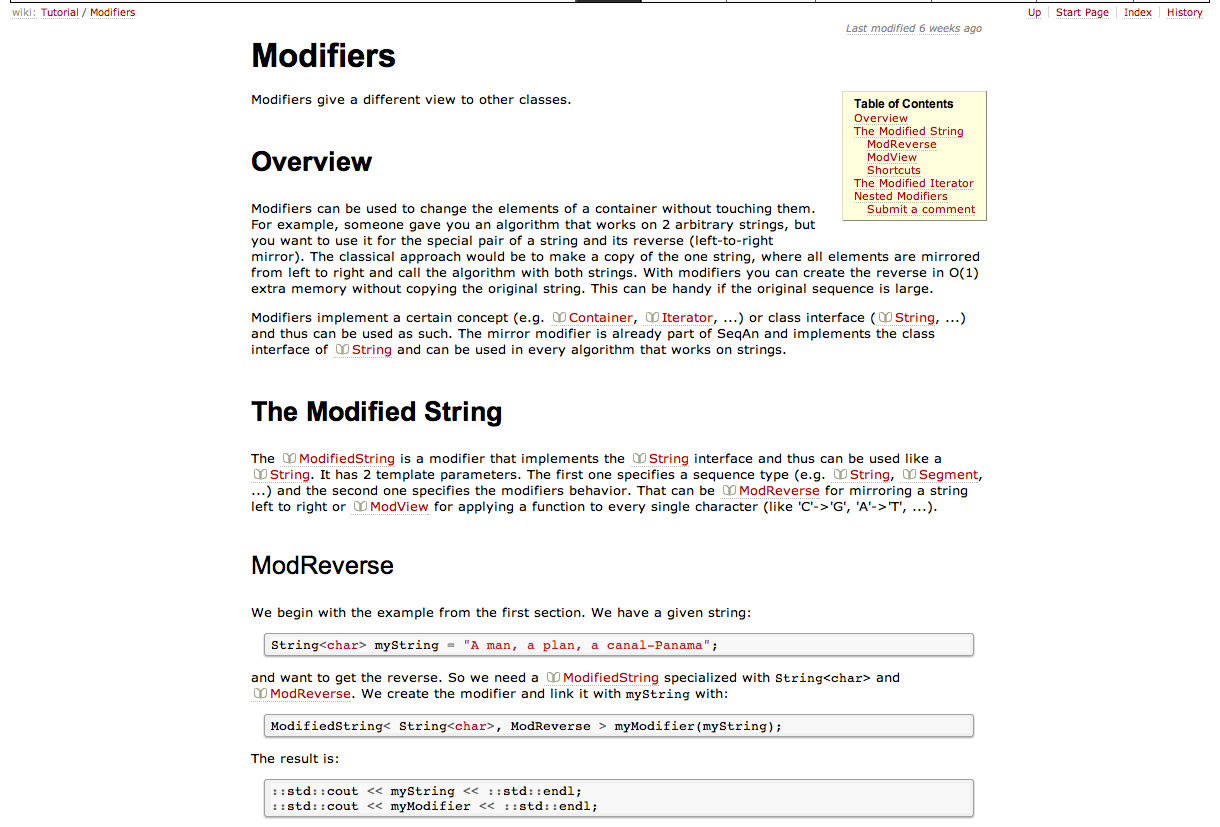 wiki: Tutorial / Modifiers
Up Start Page Index History
Last modified 6 weeks ago
Modifiers
Modifiers give a different view to other classes.
Table of Contents
Overview
The Modified String
ModReverse
ModView
Shortcuts
The Modified Iterator
Nested Modifiers
Submit a comment
Overview
Modifiers can be used to change the elements of a container without touching them.
For example, someone gave you an algorithm that works on 2 arbitrary strings, but
you want to use it for the special pair of a string and its reverse (left-to-right
mirror). The classical approach would be to make a copy of the one string, where all elements are mirrored
from left to right and call the algorithm with both strings. With modifiers you can create the reverse in O(1)
extra memory without copying the original string. This can be handy if the original sequence is large.
Modifiers implement a certain concept (e.g. Container, Iterator, ...) or class interface (String, ...)
and thus can be used as such. The mirror modifier is already part of SeqAn and implements the class
interface of String and can be used in every algorithm that works on strings.
The Modified String
The ModifiedString is a modifier that implements the String interface and thus can be used like a
String. It has 2 template parameters. The first one specifies a sequence type (e.g. String, Segment,
...) and the second one specifies the modifiers behavior. That can be ModReverse for mirroring a string
left to right or ModView for applying a function to every single character (like 'C'->'G', 'A'->'T', ...).
ModReverse
We begin with the example from the first section. We have a given string:
String<char> myString = "A man, a plan, a canal-Panama";
and want to get the reverse. So we need a ModifiedString specialized with String<char> and
ModReverse. We create the modifier and link it with myString with:
ModifiedString< String<char>, ModReverse > myModifier(myString);
The result is:
::std::cout << myString << ::std::endl;
::std::cout << myModifier << ::std::endl;